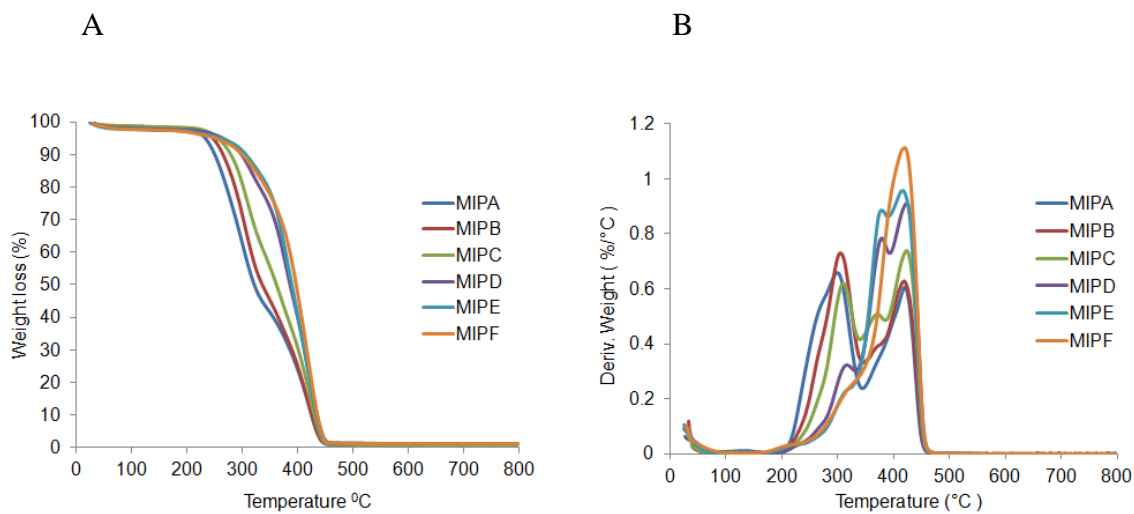 A
B
100
90
80
70
60
50
40
30
20
10
0
0 100 200 300 400 500 600 700 800
Weight loss (%)
Temperature ⁰C
MIPA
MIPB
MIPC
MIPD
MIPE
MIPF
1.2
1
0.8
0.6
0.4
0.2
0
0 100 200 300 400 500 600 700 800
Deriv. Weight ( %/°C )
Temperature (°C )
MIPA
MIPB
MIPC
MIPD
MIPE
MIPF